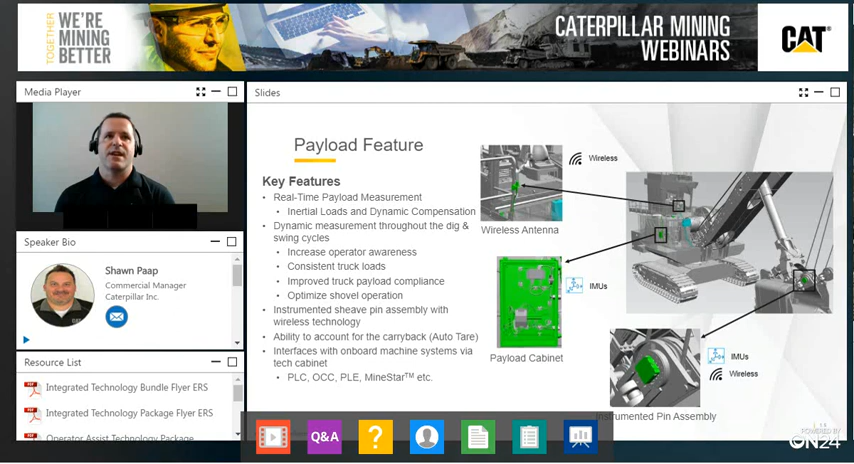 TOGETHER
WE'RE
MINING
BETTER
CATERPILLAR MINING
WEBINARS
CAT
Media Player
Slides
Payload Feature
Key Features
• Real-Time Payload Measurement
• Inertial Loads and Dynamic Compensation
• Dynamic measurement throughout the dig &
swing cycles
• Increase operator awareness
• Consistent truck loads
• Improved truck payload compliance
• Optimize shovel operation
• Instrumented sheave pin assembly with
wireless technology
• Ability to account for the carryback (Auto Tare)
• Interfaces with onboard machine systems via
tech cabinet
• PLC, OCC, PLE, MineStar™ etc.
Wireless
Wireless Antenna
IMUs
Payload Cabinet
IMUs
Wireless
Instrumented Pin Assembly
Speaker Bio
Shawn Paap
Commercial Manager
Caterpillar Inc.
Resource List
Integrated Technology Bundle Flyer ERS
Integrated Technology Package Flyer ERS
Operator Assist Technology Package
Q&A
?
POWERED BY
ON24